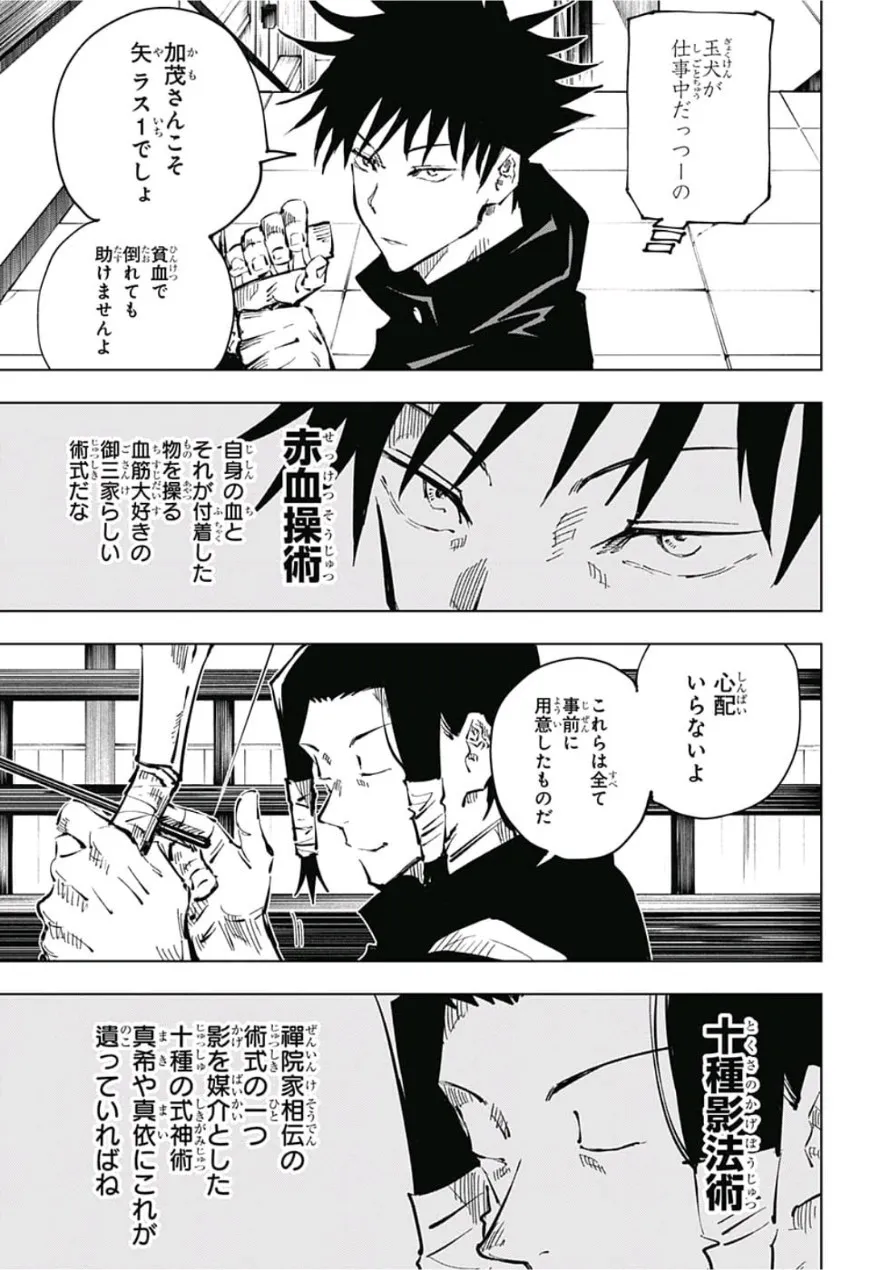 玉犬が
仕事中だっつーの
加茂さんこそ
矢ラス1でしょ
貧血で
倒れても
助けませんよ
赤血操術
自身の血と
それが付着した
物を操る
血筋大好きの
御三家らしい
術式だな
心配
いらないよ
これらは全て
事前に
用意したものだ
十種影法術
禪院家相伝の
術式の一つ
影を媒介とした
十種の式神術
真希や真依にこれが
遺っていればね